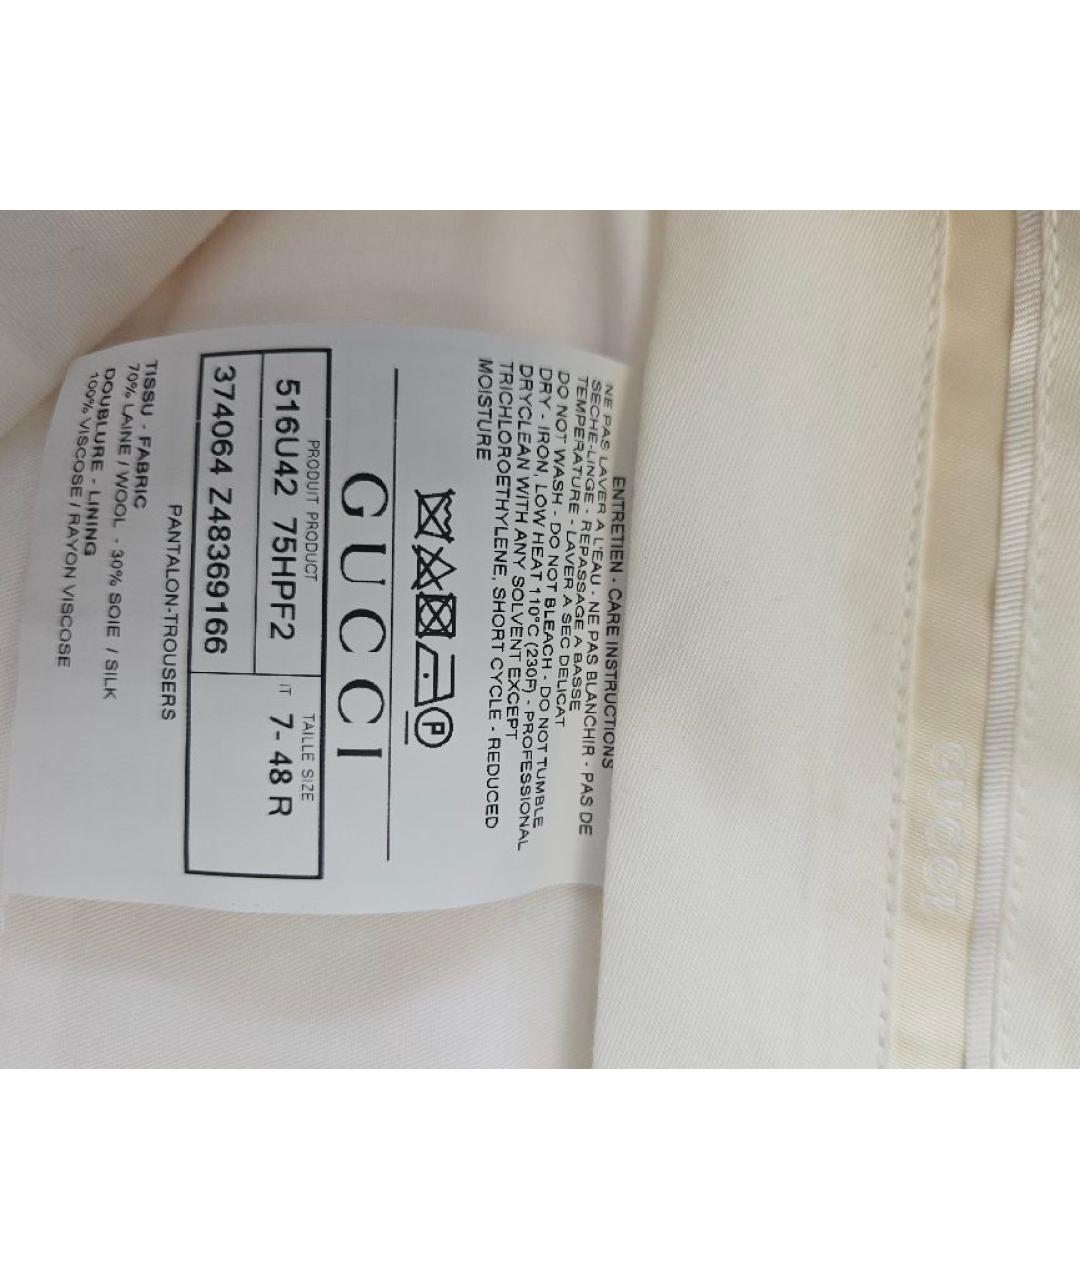 ENTRETIEN - CARE INSTRUCTIONS
NE PAS LAVER A L'EAU - NE PAS BLANCHIR - PAS DE
SECHE-LINGE - REPASSAGE A BASSE
TEMPERATURE - LAVER A SEC DELICAT
DO NOT WASH - DO NOT BLEACH - DO NOT TUMBLE
DRY - IRON, LOW HEAT 110°C (230F) - PROFESSIONAL
DRYCLEAN WITH ANY SOLVENT EXCEPT
TRICHLOROETHYLENE, SHORT CYCLE - REDUCED
MOISTURE
P
GUCCI
PRODUIT PRODUCT
TAILLE SIZE
516U42 75HPF2
IT 7- 48 R
374064 Z48369166
PANTALON-TROUSERS
TISSU - FABRIC
70% LAINE / WOOL - 30% SOIE / SILK
DOUBLURE - LINING
100% VISCOSE / RAYON VISCOSE
GUCCI